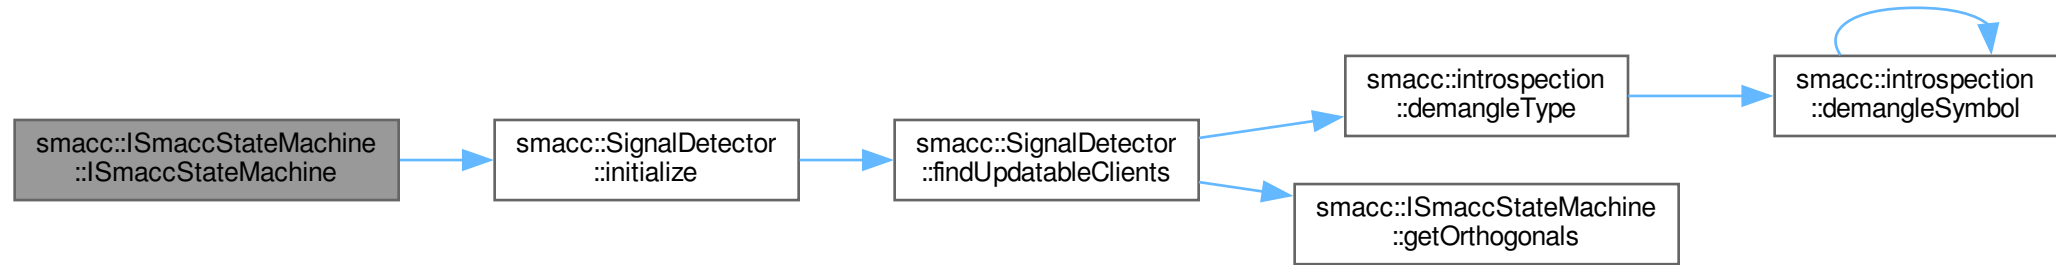 smacc::ISmaccStateMachine
::ISmaccStateMachine
smacc::SignalDetector
::initialize
smacc::SignalDetector
::findUpdatableClients
smacc::introspection
::demangleType
smacc::introspection
::demangleSymbol
smacc::ISmaccStateMachine
::getOrthogonals